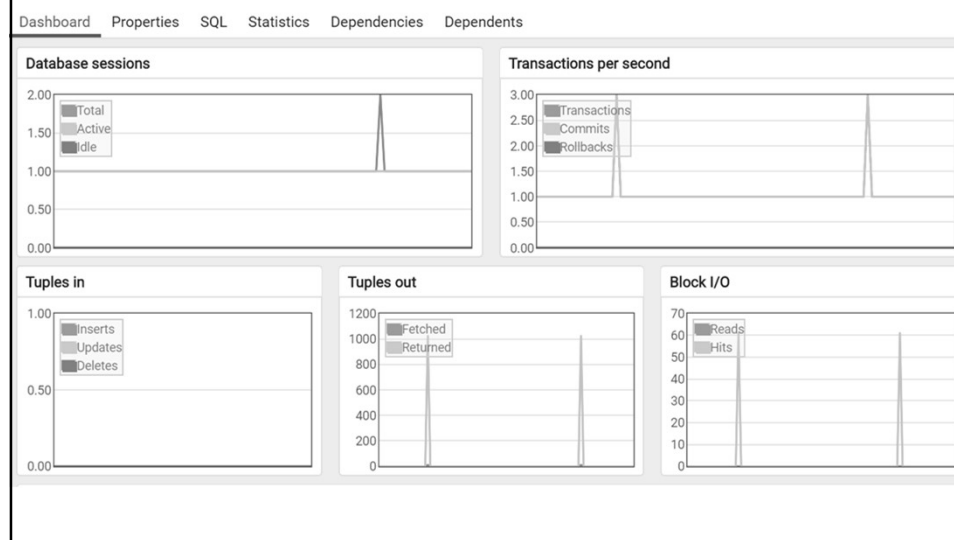 Dashboard Properties SQL Statistics Dependencies Dependents
Database sessions
2.00
1.50
1.00
0.50
0.00
Total
Active
Idle
Transactions per second
3.00
2.50
2.00
1.50
1.00
0.50
0.00
Transactions
Commits
Rollbacks
Tuples in
1.00
0.50
0.00
Inserts
Updates
Deletes
Tuples out
1200
1000
800
600
400
200
0
Fetched
Returned
Block I/O
70
60
50
40
30
20
10
0
Reads
Hits